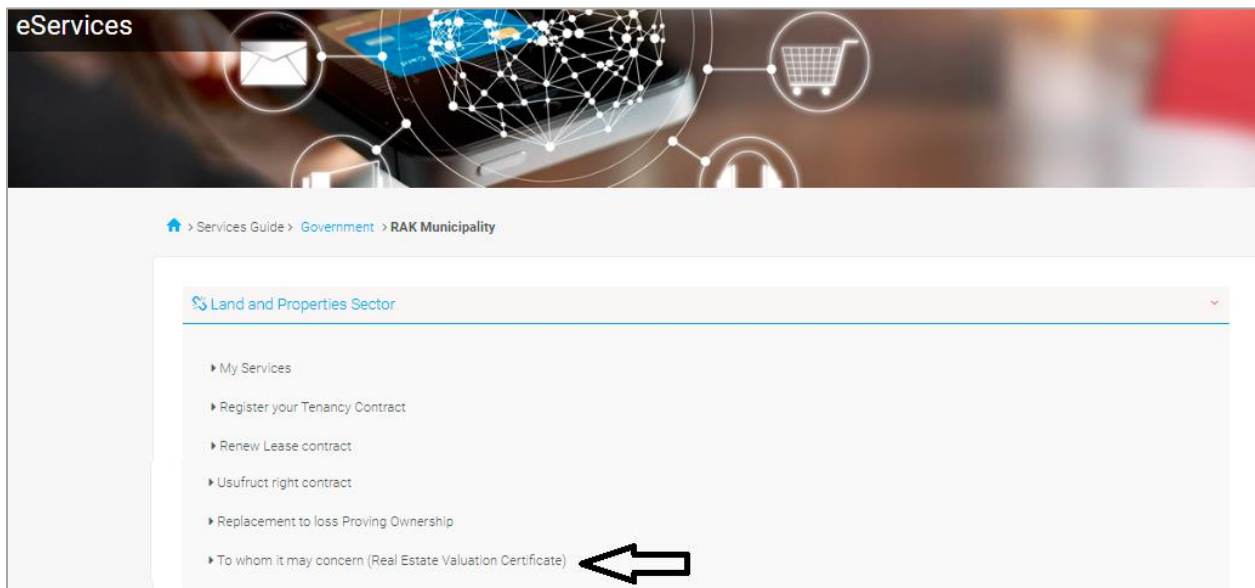 eServices
> Services Guide > Government > RAK Municipality
Land and Properties Sector
My Services
Register your Tenancy Contract
Renew Lease contract
Usufruct right contract
Replacement to loss Proving Ownership
To whom it may concern (Real Estate Valuation Certificate)